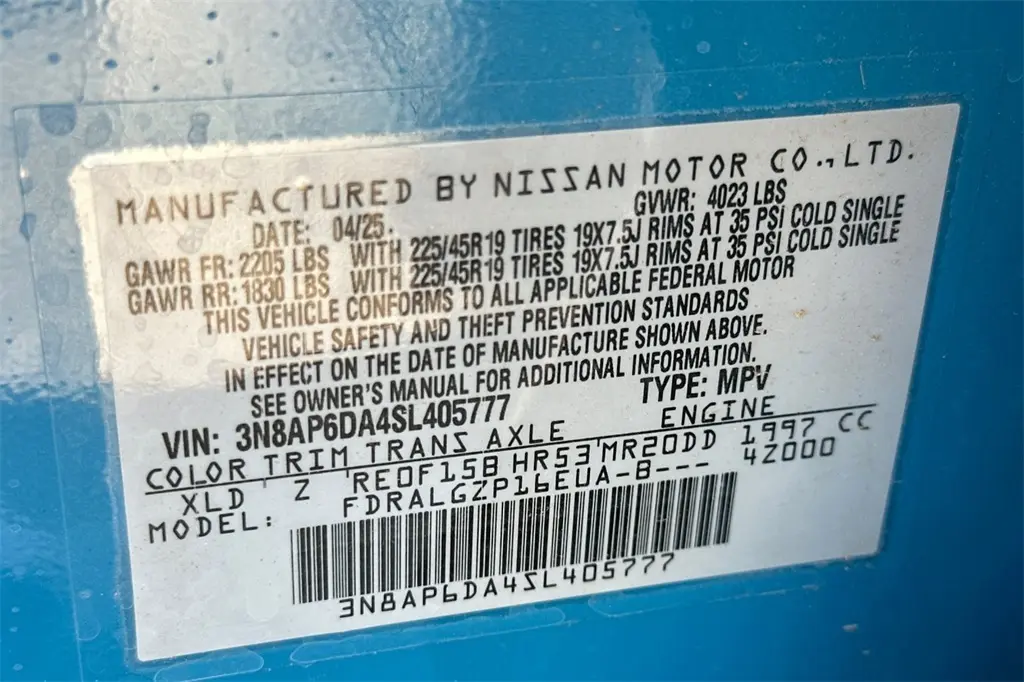 MANUFACTURED BY NISSAN MOTOR CO.,LTD.
DATE: 04/25. GVWR: 4023 LBS
GAWR FR: 2205 LBS WITH 225/45R19 TIRES 19X7.5J RIMS AT 35 PSI COLD SINGLE
GAWR RR: 1830 LBS WITH 225/45R19 TIRES 19X7.5J RIMS AT 35 PSI COLD SINGLE
THIS VEHICLE CONFORMS TO ALL APPLICABLE FEDERAL MOTOR
VEHICLE SAFETY AND THEFT PREVENTION STANDARDS
IN EFFECT ON THE DATE OF MANUFACTURE SHOWN ABOVE.
SEE OWNER'S MANUAL FOR ADDITIONAL INFORMATION.
VIN: 3N8AP6DA4SL405777 TYPE: MPV
COLOR TRIM TRANS AXLE ENGINE
XLD Z RE0F15B HR53 MR20DD 1997 CC
MODEL: FDRALGZP16EUA-B--- 4Z000
3N8AP6DA4SL405777